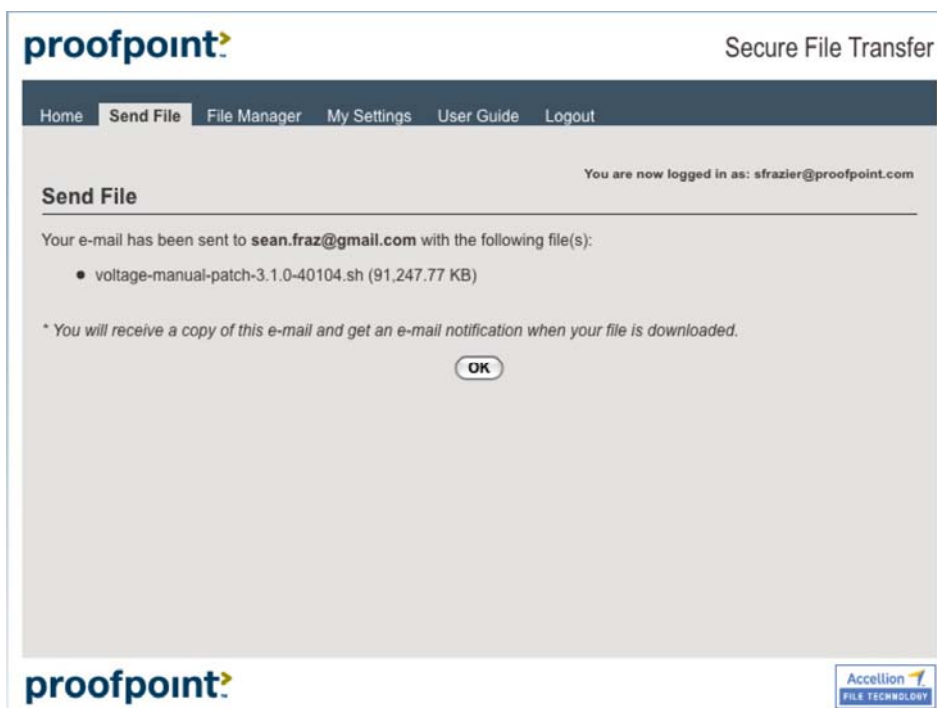 proofpoint
Secure File Transfer
Home Send File File Manager My Settings User Guide Logout
You are now logged in as: sfrazier@proofpoint.com
Send File
Your e-mail has been sent to sean.fraz@gmail.com with the following file(s):
• voltage-manual-patch-3.1.0-40104.sh (91,247.77 KB)
* You will receive a copy of this e-mail and get an e-mail notification when your file is downloaded.
OK
proofpoint
Accellion
FILE TECHNOLOGY